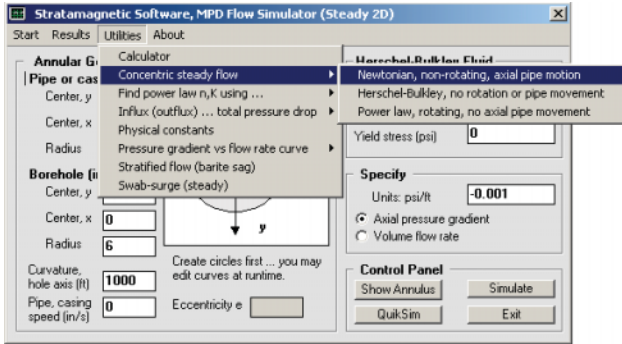 Stratamagnetic Software, MPD Flow Simulator (Steady 2D)
Start Results Utilities About
Calculator
Concentric steady flow
Find power law n,K using ...
Influx (outflux) ... total pressure drop
Physical constants
Pressure gradient vs flow rate curve
Stratified flow (barite sag)
Swab-surge (steady)
Newtonian, non-rotating, axial pipe motion
Herschel-Bulkley, no rotation or pipe movement
Power law, rotating, no axial pipe movement
Annular G
Pipe or cas
Center, y
Center, x
Radius
Borehole (i
Center, y
Center, x 0
Radius 6
Curvature,
hole axis (ft) 1000
Pipe, casing
speed (in/s) 0
y
Create circles first ... you may
edit curves at runtime.
Eccentricity e
Herschel-Bulkley Fluid
Yield stress (psi) 0
Specify
Units: psi/ft -0.001
Axial pressure gradient
Volume flow rate
Control Panel
Show Annulus Simulate
QuikSim Exit